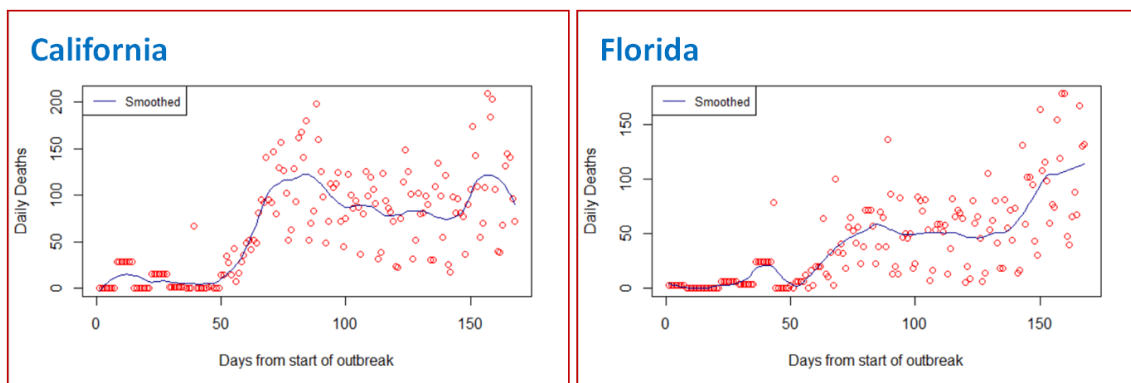 California
Smoothed
200
150
100
50
0
Daily Deaths
0 50 100 150
Days from start of outbreak
Florida
Smoothed
150
100
50
0
Daily Deaths
0 50 100 150
Days from start of outbreak